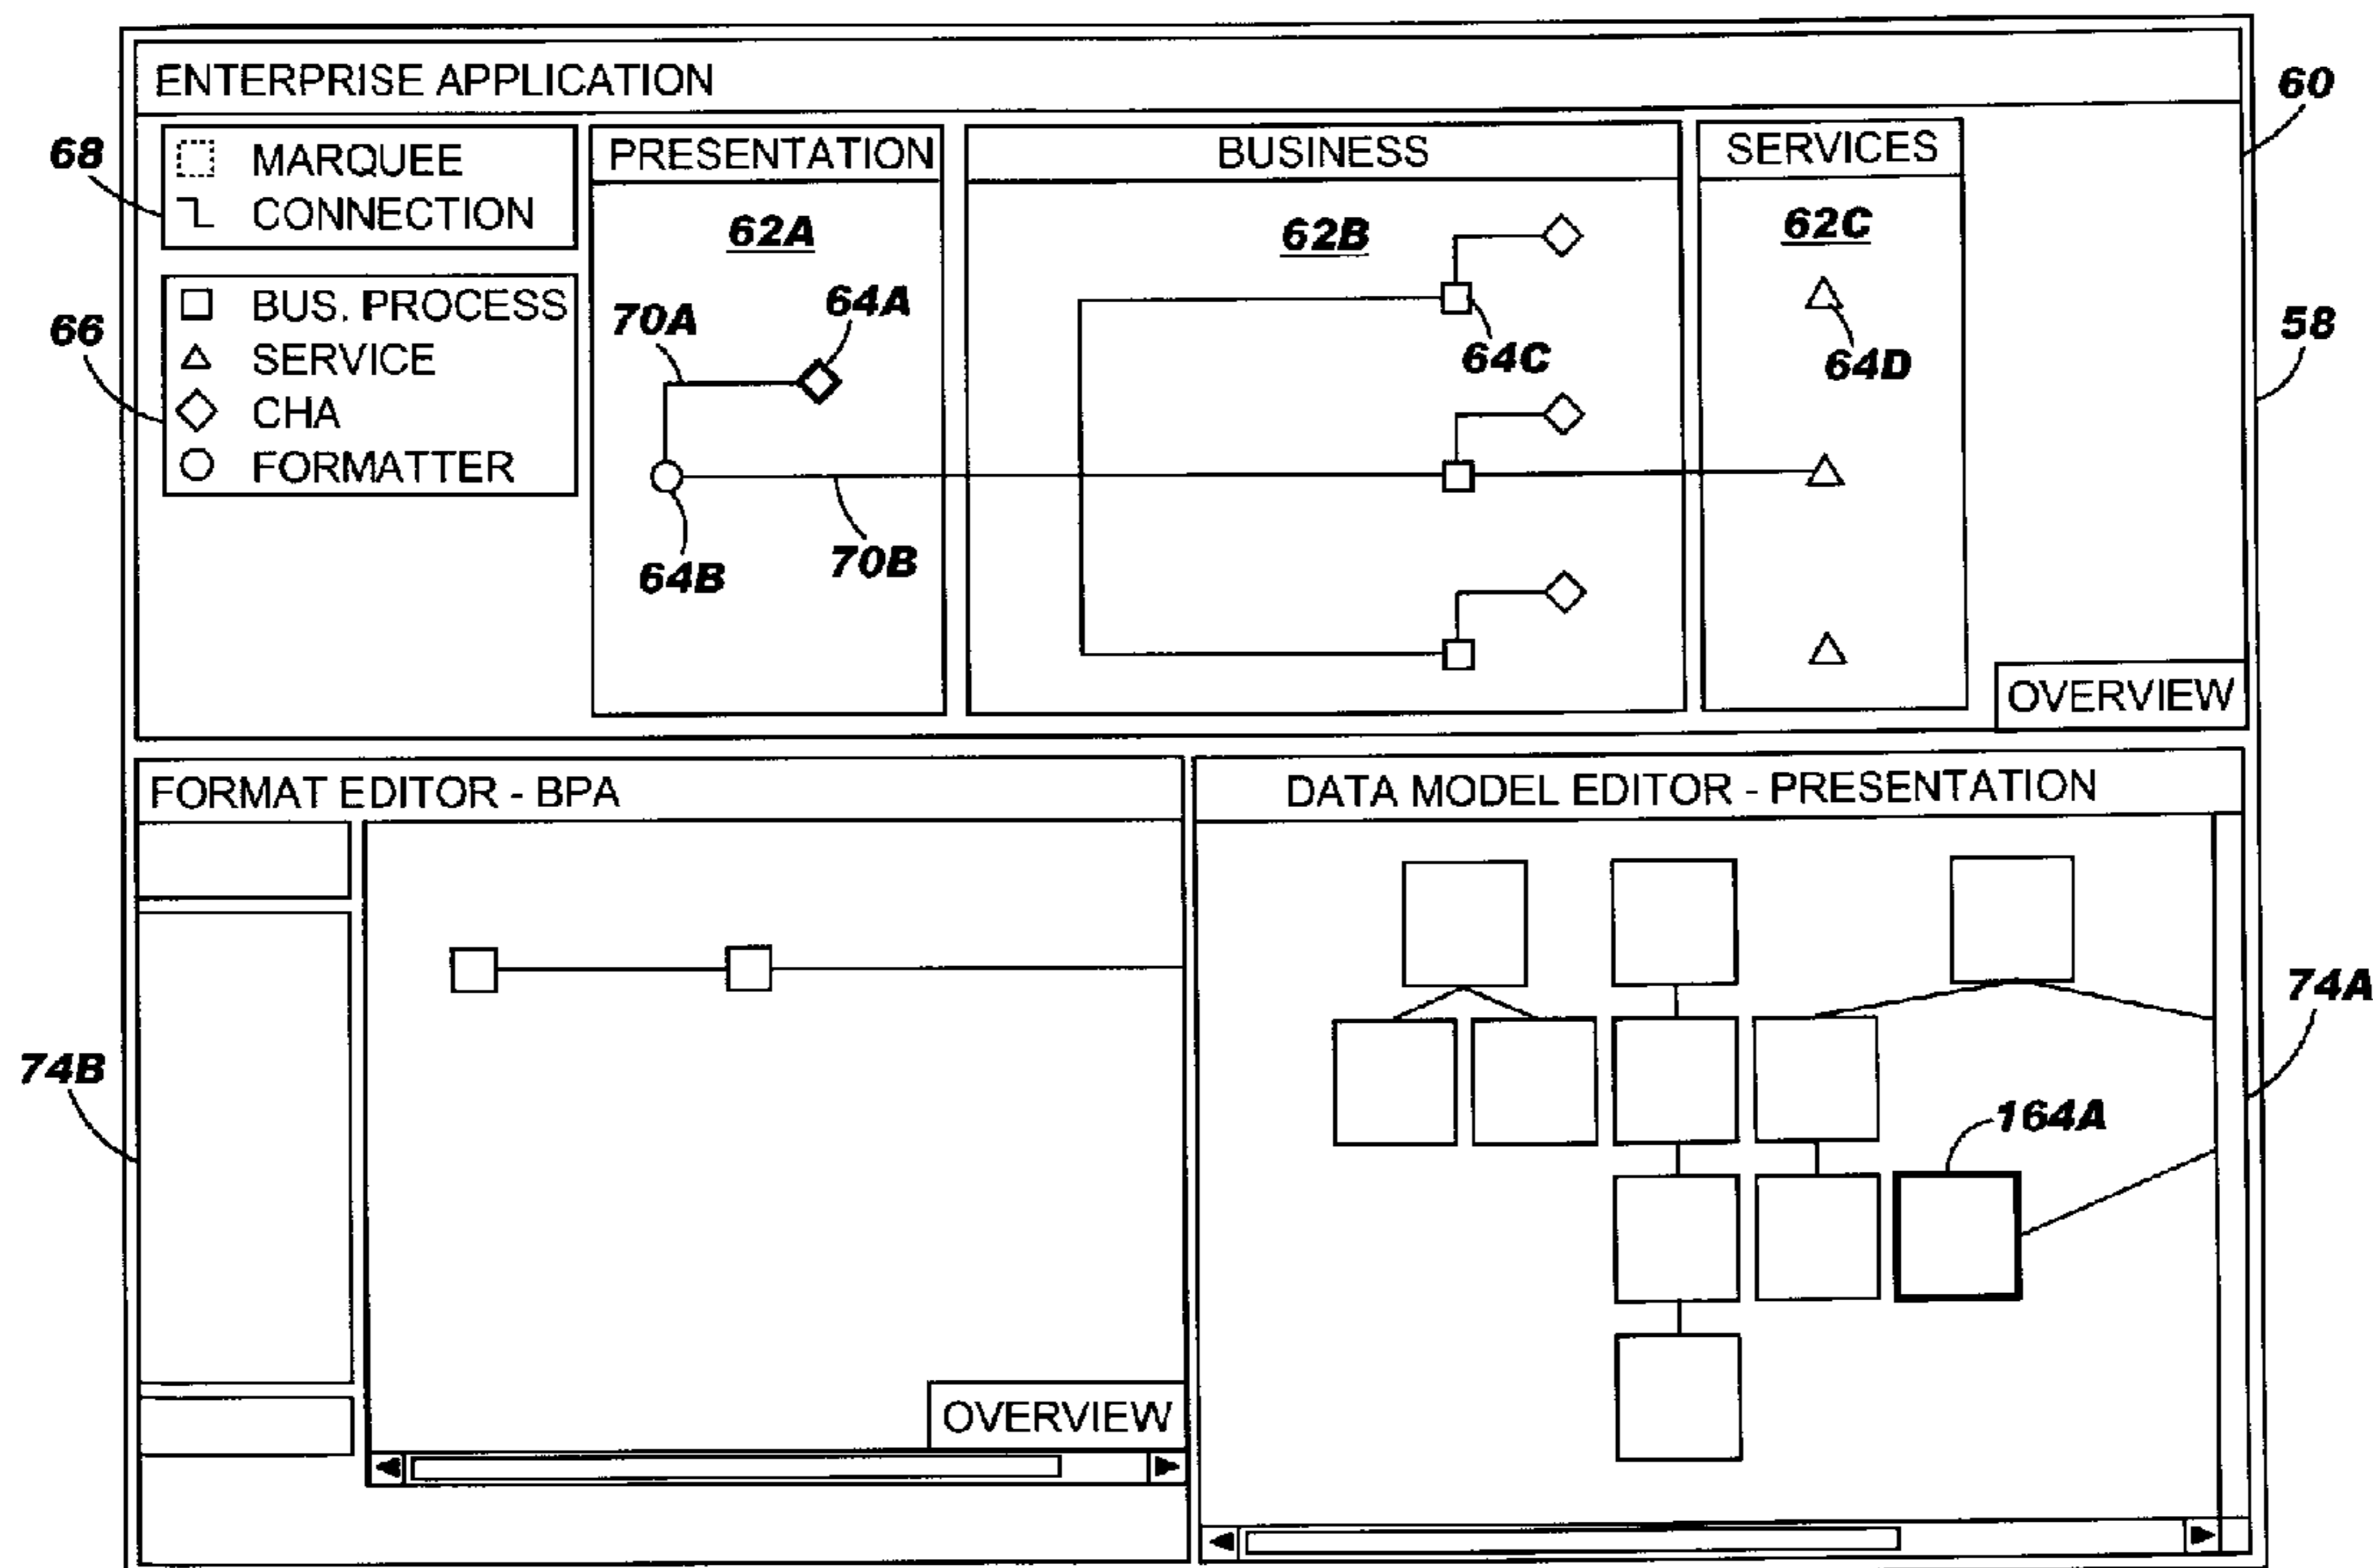 ENTERPRISE APPLICATION
60
68
MARQUEE
CONNECTION
PRESENTATION
BUSINESS
SERVICES
62A
62B
62C
66
BUS. PROCESS
SERVICE
CHA
FORMATTER
70A
64A
64C
64D
58
64B
70B
OVERVIEW
FORMAT EDITOR - BPA
DATA MODEL EDITOR - PRESENTATION
74B
74A
164A
OVERVIEW